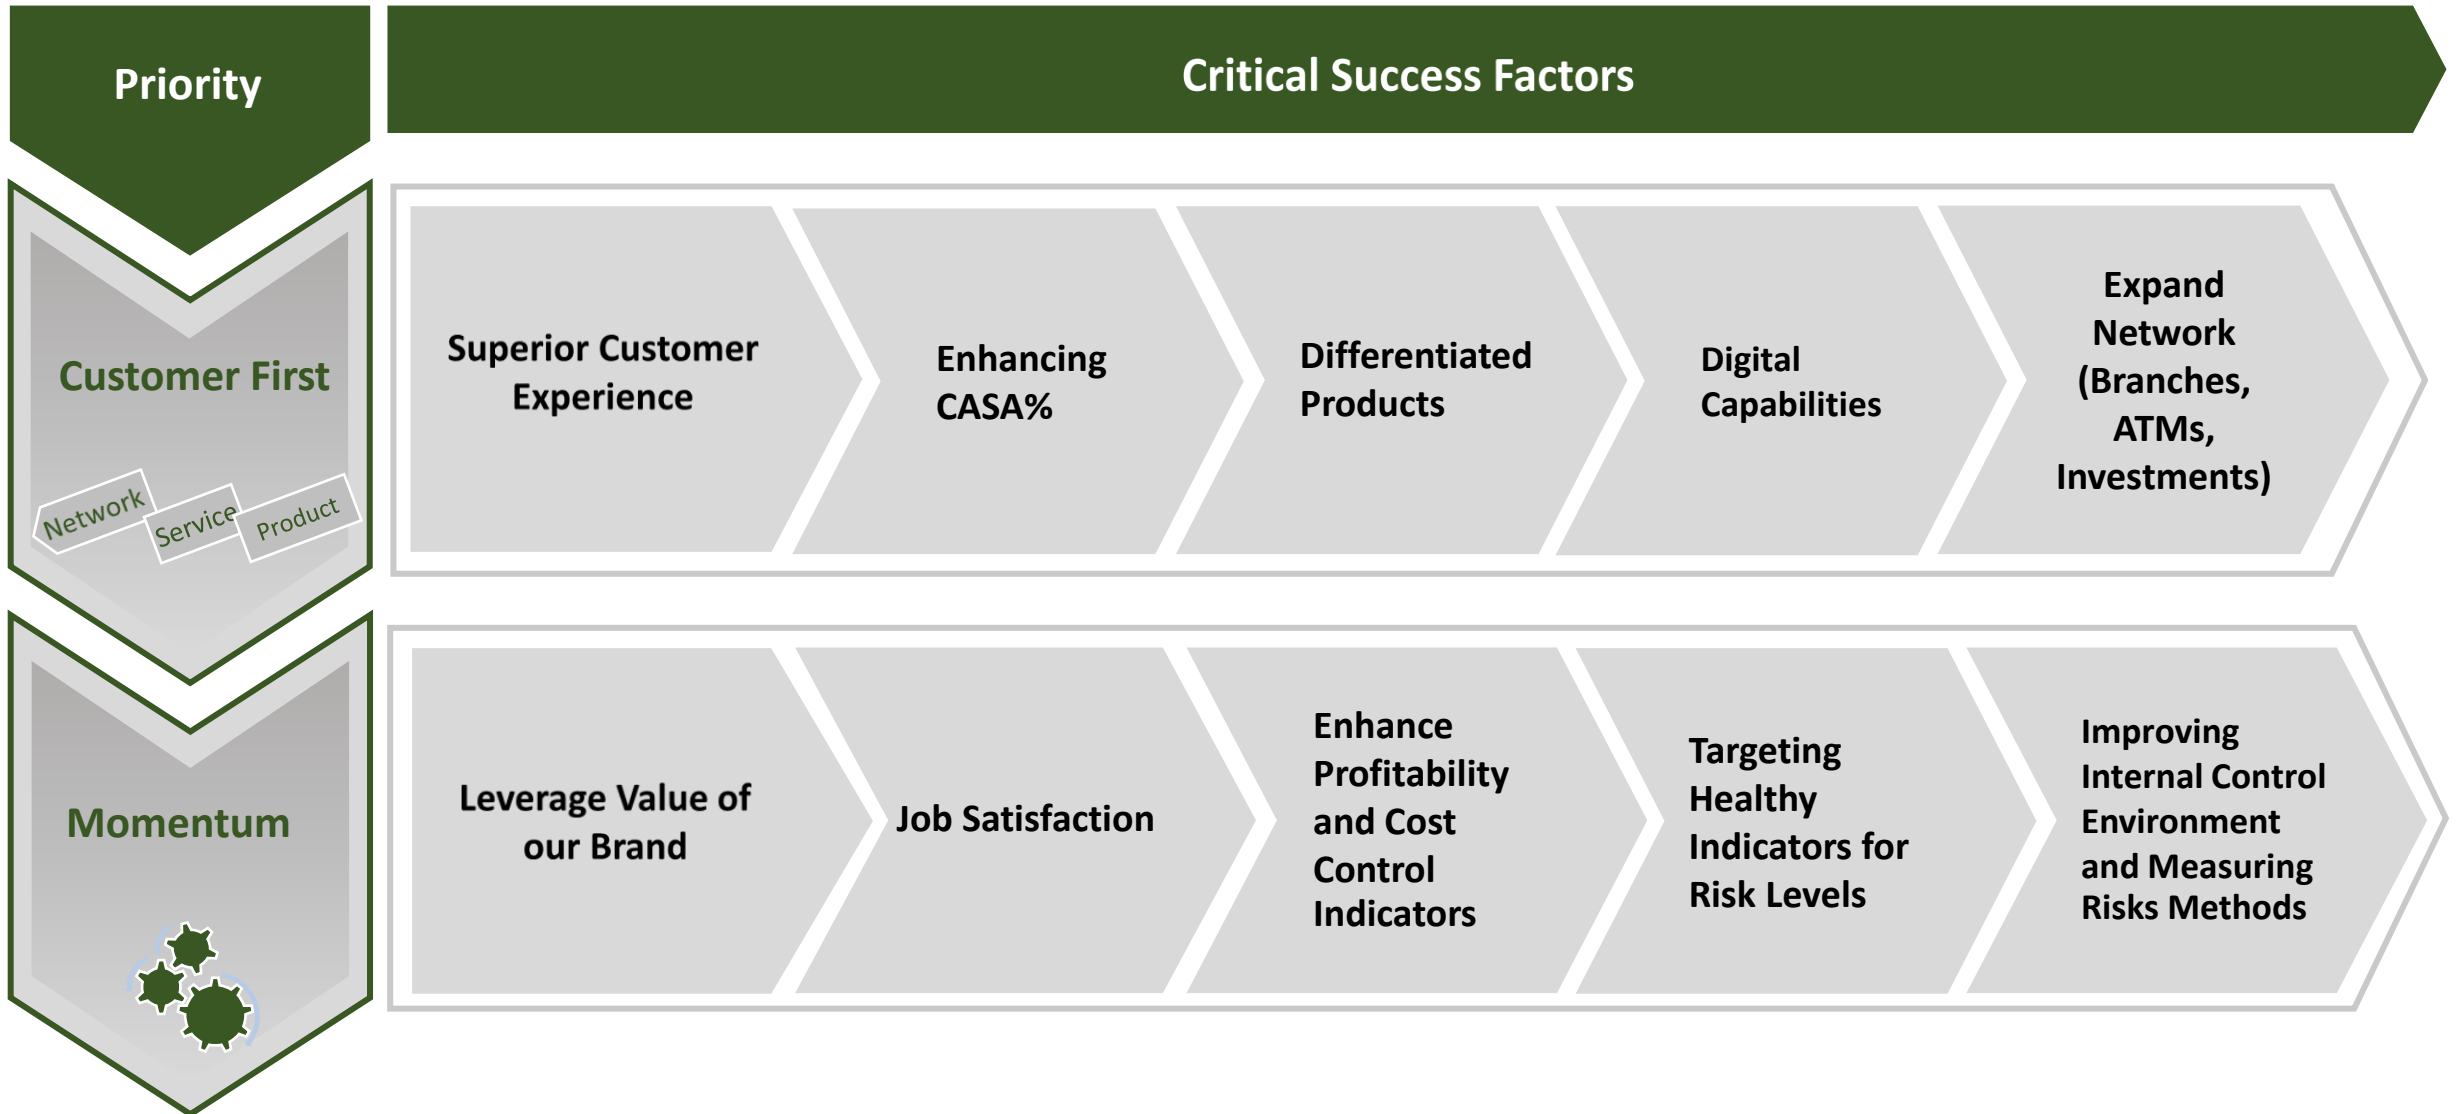 Priority
Critical Success Factors
Customer First
Network
Service
Product
Superior Customer
Experience
Enhancing
CASA%
Differentiated
Products
Digital
Capabilities
Expand
Network
(Branches,
ATMs,
Investments)
Momentum
Leverage Value of
our Brand
Job Satisfaction
Enhance
Profitability
and Cost
Control
Indicators
Targeting
Healthy
Indicators for
Risk Levels
Improving
Internal Control
Environment
and Measuring
Risks Methods